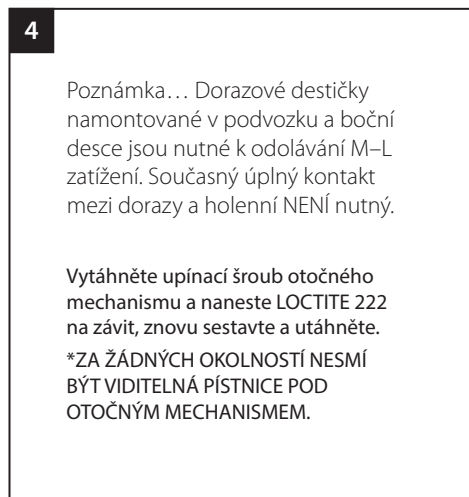 4
Poznámka… Dorazové destičky
namontované v podvozku a boční
desce jsou nutné k odolávání M–L
zatížení. Současný úplný kontakt
mezi dorazy a holenní NENÍ nutný.
Vytáhněte upínací šroub otočného
mechanismu a naneste LOCTITE 222
na závit, znovu sestavte a utáhněte.
*ZA ŽÁDNÝCH OKOLNOSTÍ NESMÍ
BÝT VIDITELNÁ PÍSTNICE POD
OTOČNÝM MECHANISMEM.